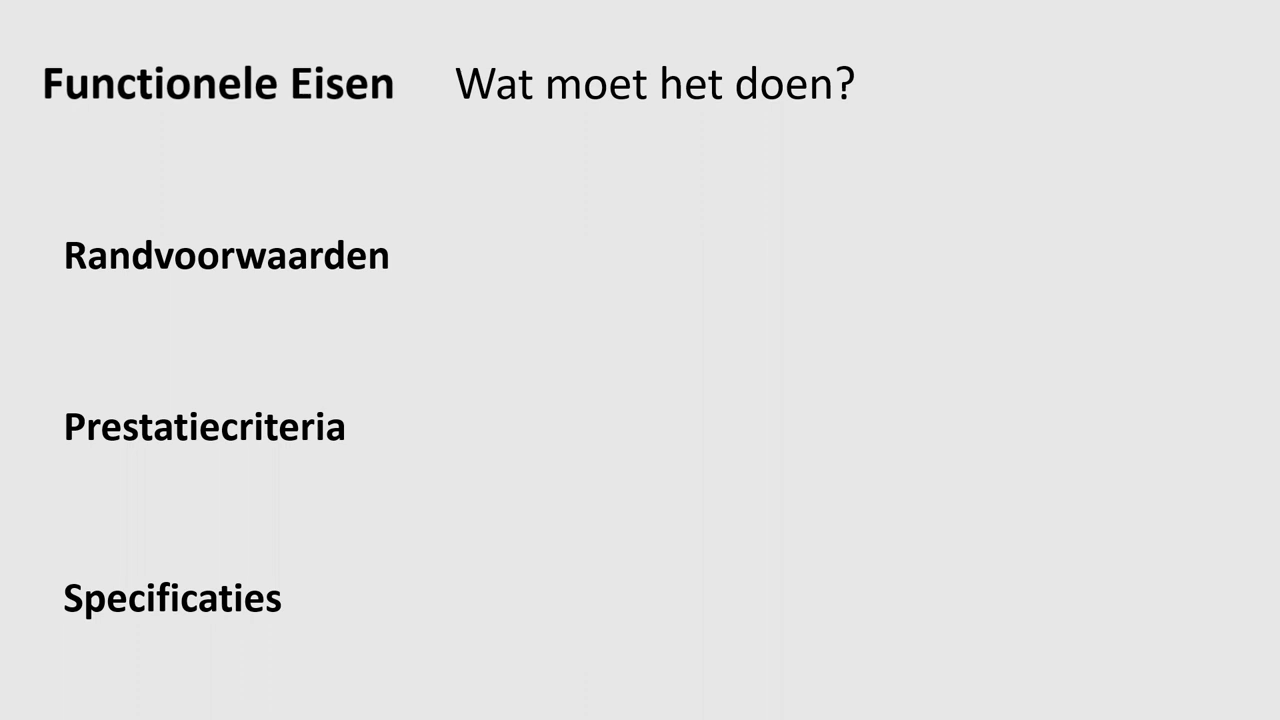 Functionele Eisen Wat moet het doen?
Randvoorwaarden
Prestatiecriteria
Specificaties